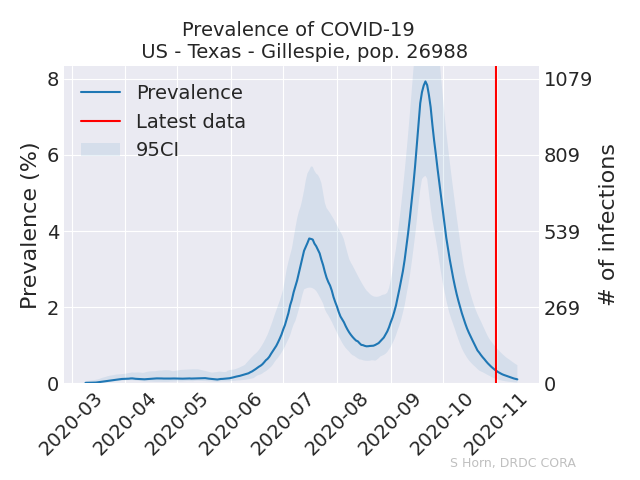 Prevalence of COVID-19
US - Texas - Gillespie, pop. 26988
Prevalence
Latest data
95CI
Prevalence (%)
8
6
4
2
0
1079
809
539
269
0
# of infections
2020-03
2020-04
2020-05
2020-06
2020-07
2020-08
2020-09
2020-10
2020-11
S Horn, DRDC CORA